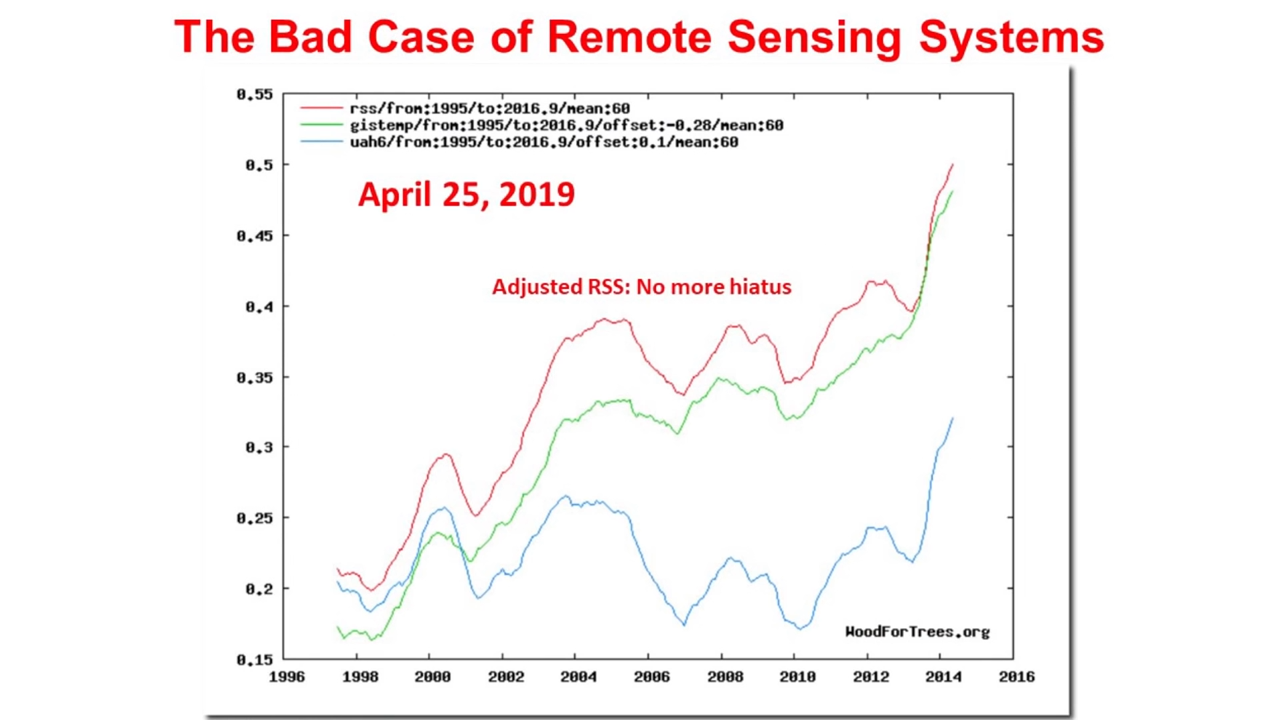 The Bad Case of Remote Sensing Systems
0.55
rss/from:1995/to:2016.9/mean:60
gistemp/from:1995/to:2016.9/offset:-0.28/mean:60
uah6/from:1995/to:2016.9/offset:0.1/mean:60
0.5
April 25, 2019
0.45
Adjusted RSS: No more hiatus
0.4
0.35
0.3
0.25
0.2
WoodForTrees.org
0.15
1996 1998 2000 2002 2004 2006 2008 2010 2012 2014 2016